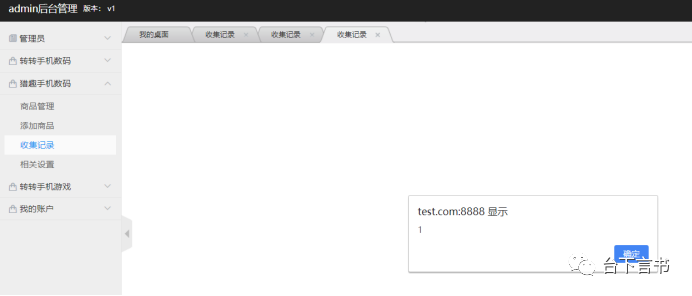 admin后台管理 版本: v1
管理员
转转手机数码
猎趣手机数码
商品管理
添加商品
收集记录
相关设置
转转手机游戏
我的账户
我的桌面 收集记录 收集记录 收集记录
test.com:8888 显示
1
确定
台下言书